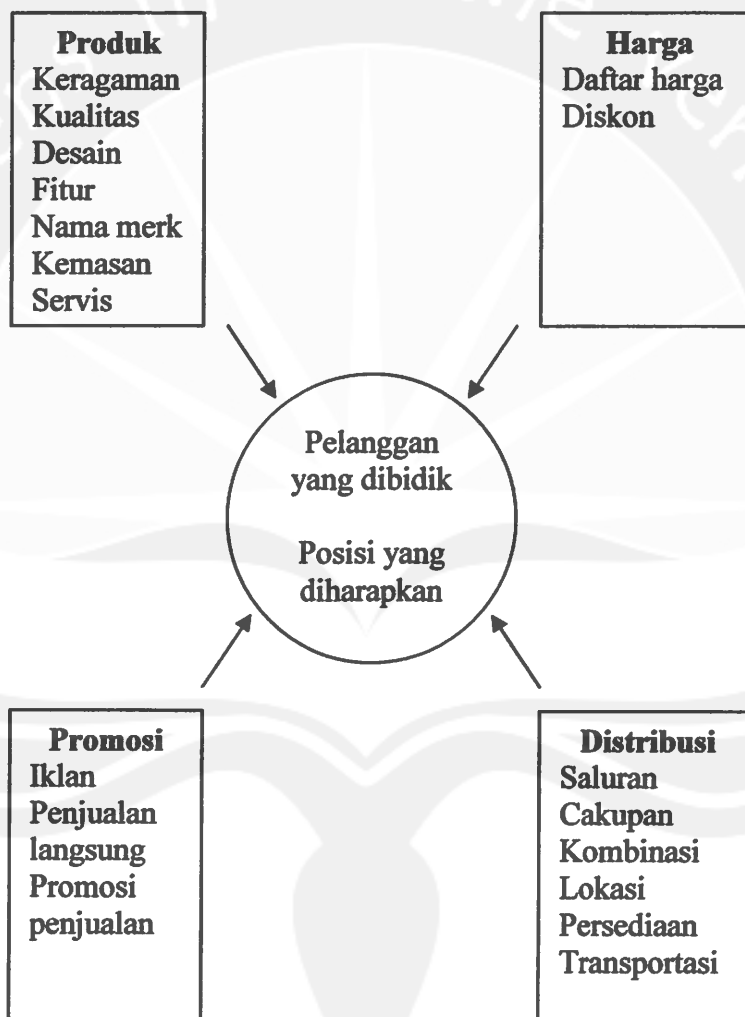 Produk
Keragaman
Kualitas
Desain
Fitur
Nama merk
Kemasan
Servis
Harga
Daftar harga
Diskon
Pelanggan
yang dibidik
Posisi yang
diharapkan
Promosi
Iklan
Penjualan
langsung
Promosi
penjualan
Distribusi
Saluran
Cakupan
Kombinasi
Lokasi
Persediaan
Transportasi